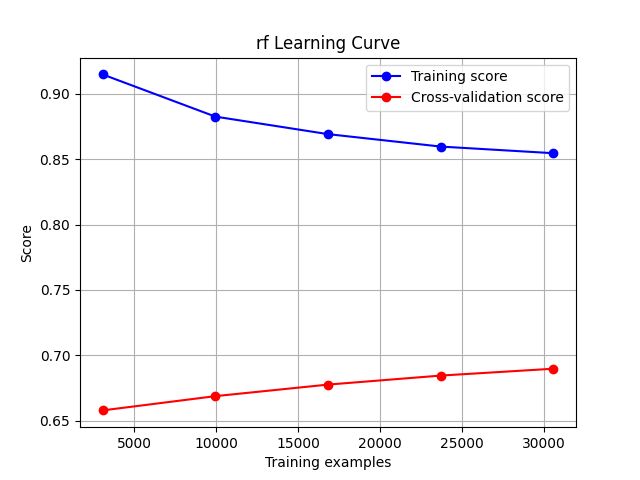 rf Learning Curve
Training score
Cross-validation score
Score
0.90
0.85
0.80
0.75
0.70
0.65
5000 10000 15000 20000 25000 30000
Training examples